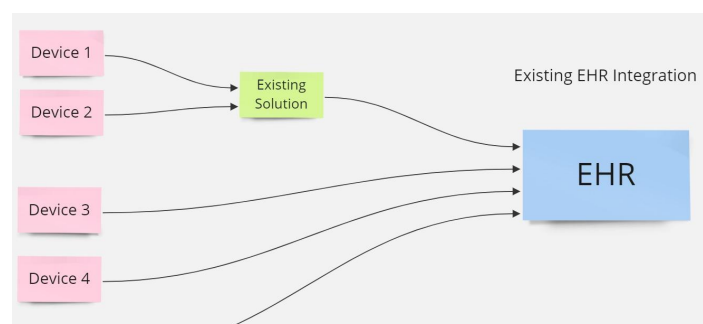 Device 1
Device 2
Existing
Solution
Existing EHR Integration
EHR
Device 3
Device 4